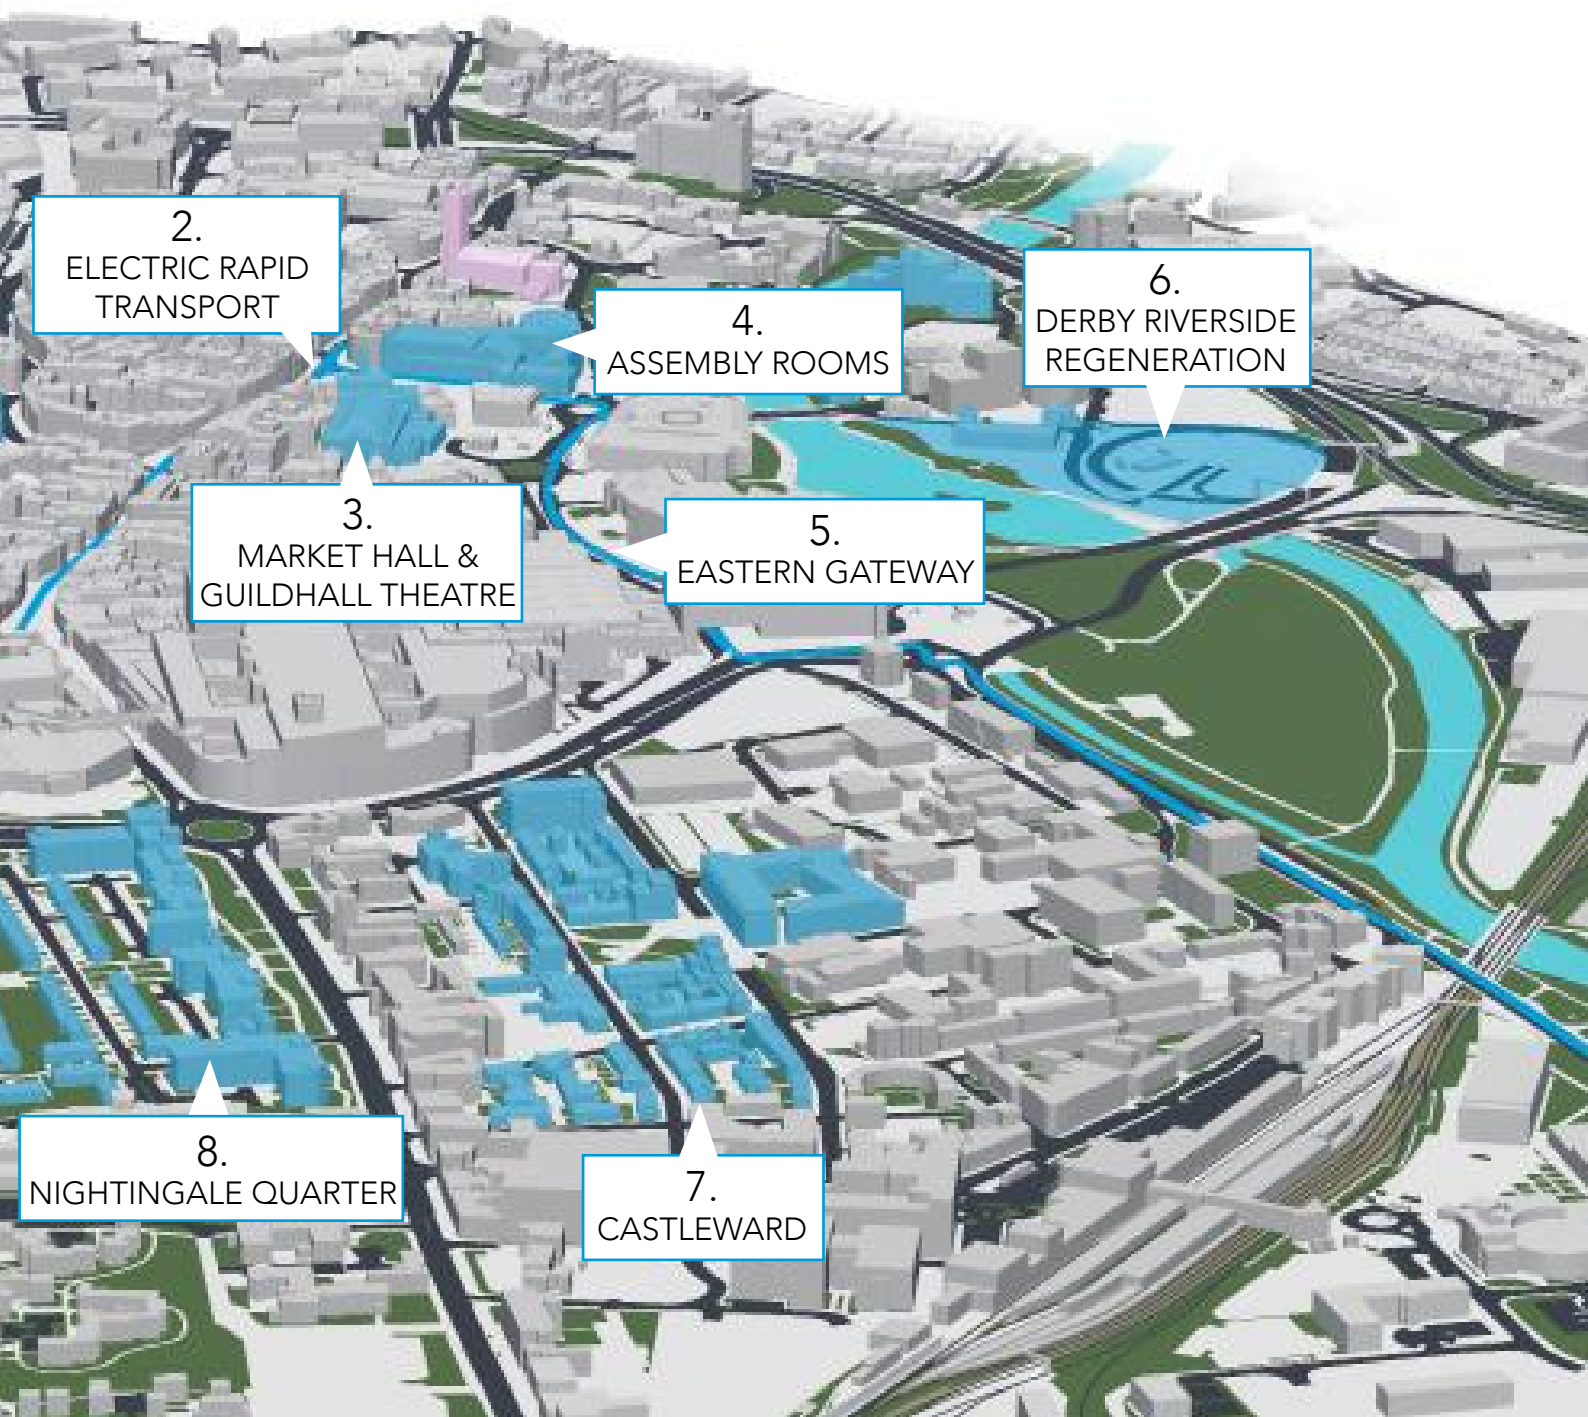 2.
ELECTRIC RAPID
TRANSPORT
3.
MARKET HALL &
GUILDHALL THEATRE
4.
ASSEMBLY ROOMS
5.
EASTERN GATEWAY
6.
DERBY RIVERSIDE
REGENERATION
7.
CASTLEWARD
8.
NIGHTINGALE QUARTER